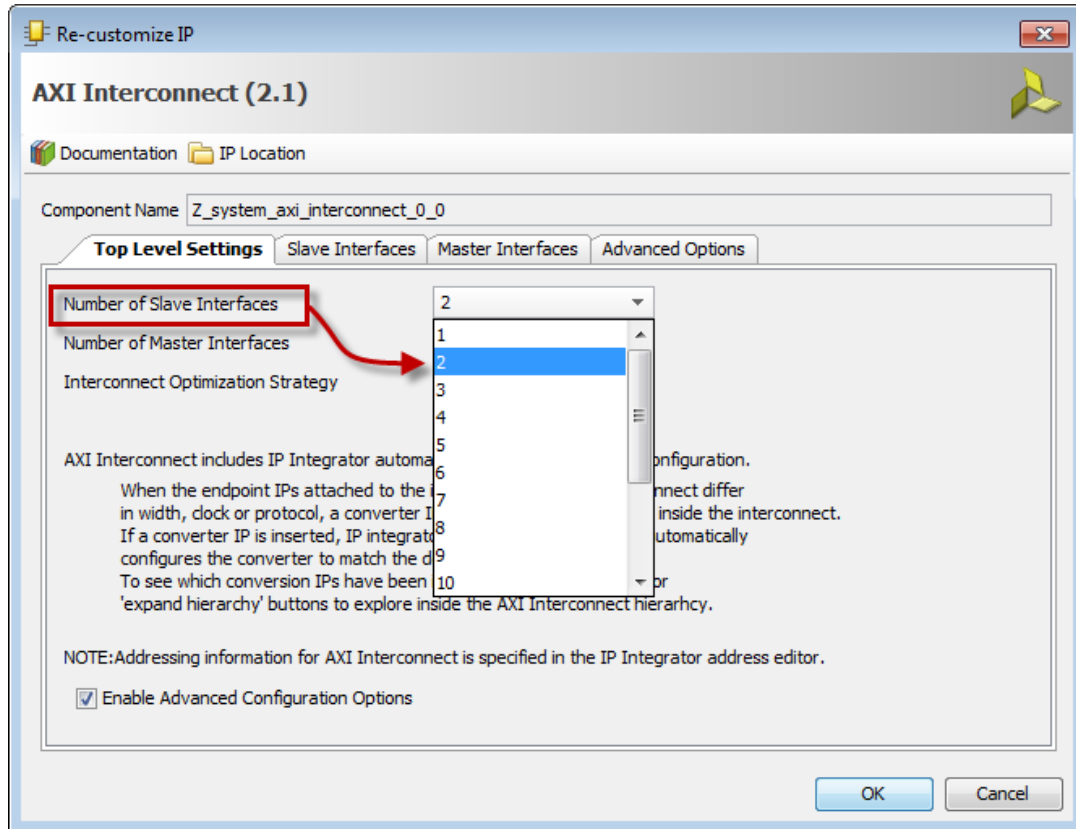 Re-customize IP
AXI Interconnect (2.1)
Documentation IP Location
Component Name Z_system_axi_interconnect_0_0
Top Level Settings Slave Interfaces Master Interfaces Advanced Options
Number of Slave Interfaces 2
Number of Master Interfaces
Interconnect Optimization Strategy
1
2
3
4
5
6
7
8
9
10
AXI Interconnect includes IP Integrator onfiguration.
When the endpoint IPs attached to the nnect differ
in width, clock or protocol, a converter inside the interconnect.
If a converter IP is inserted, IP utomatically
configures the converter to match the
To see which conversion IPs have been or
'expand hierarchy' buttons to explore inside the AXI Interconnect hierarhcy.
NOTE:Addressing information for AXI Interconnect is specified in the IP Integrator address editor.
Enable Advanced Configuration Options
OK Cancel